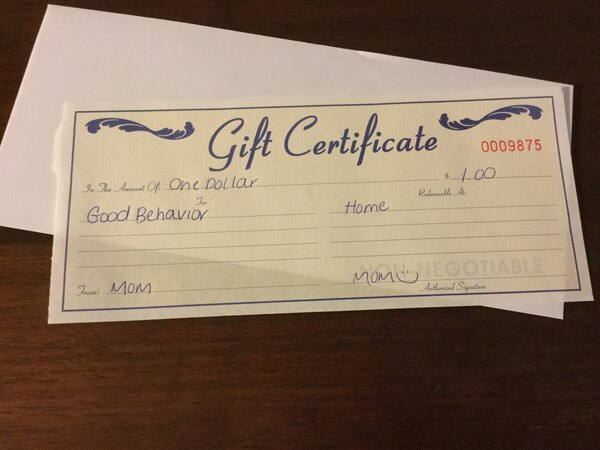 Gift Certificate
0009875
In The Amount Of: One Dollar $ 1.00
For Redeemable At:
Good Behavior Home
NON-NEGOTIABLE
From: Mom Mom
Authorized Signature